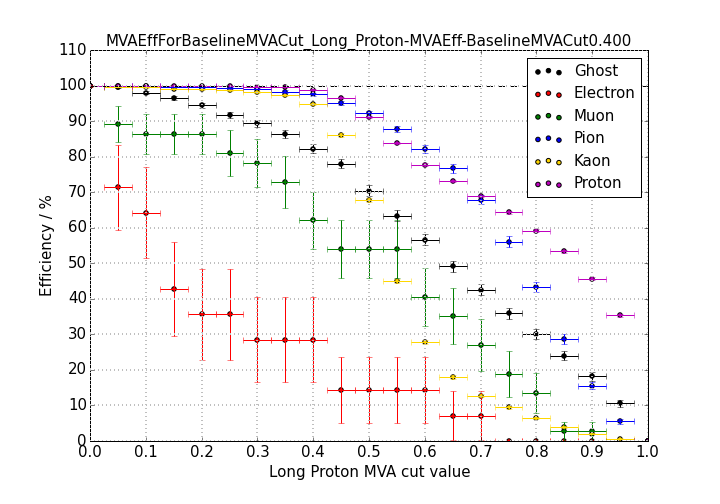 MVAEffForBaselineMVACut_Long_Proton-MVAEff-BaselineMVACut0.400
110
100
90
80
70
60
50
40
30
20
10
0
Efficiency / %
Ghost
Electron
Muon
Pion
Kaon
Proton
0.0 0.1 0.2 0.3 0.4 0.5 0.6 0.7 0.8 0.9 1.0
Long Proton MVA cut value